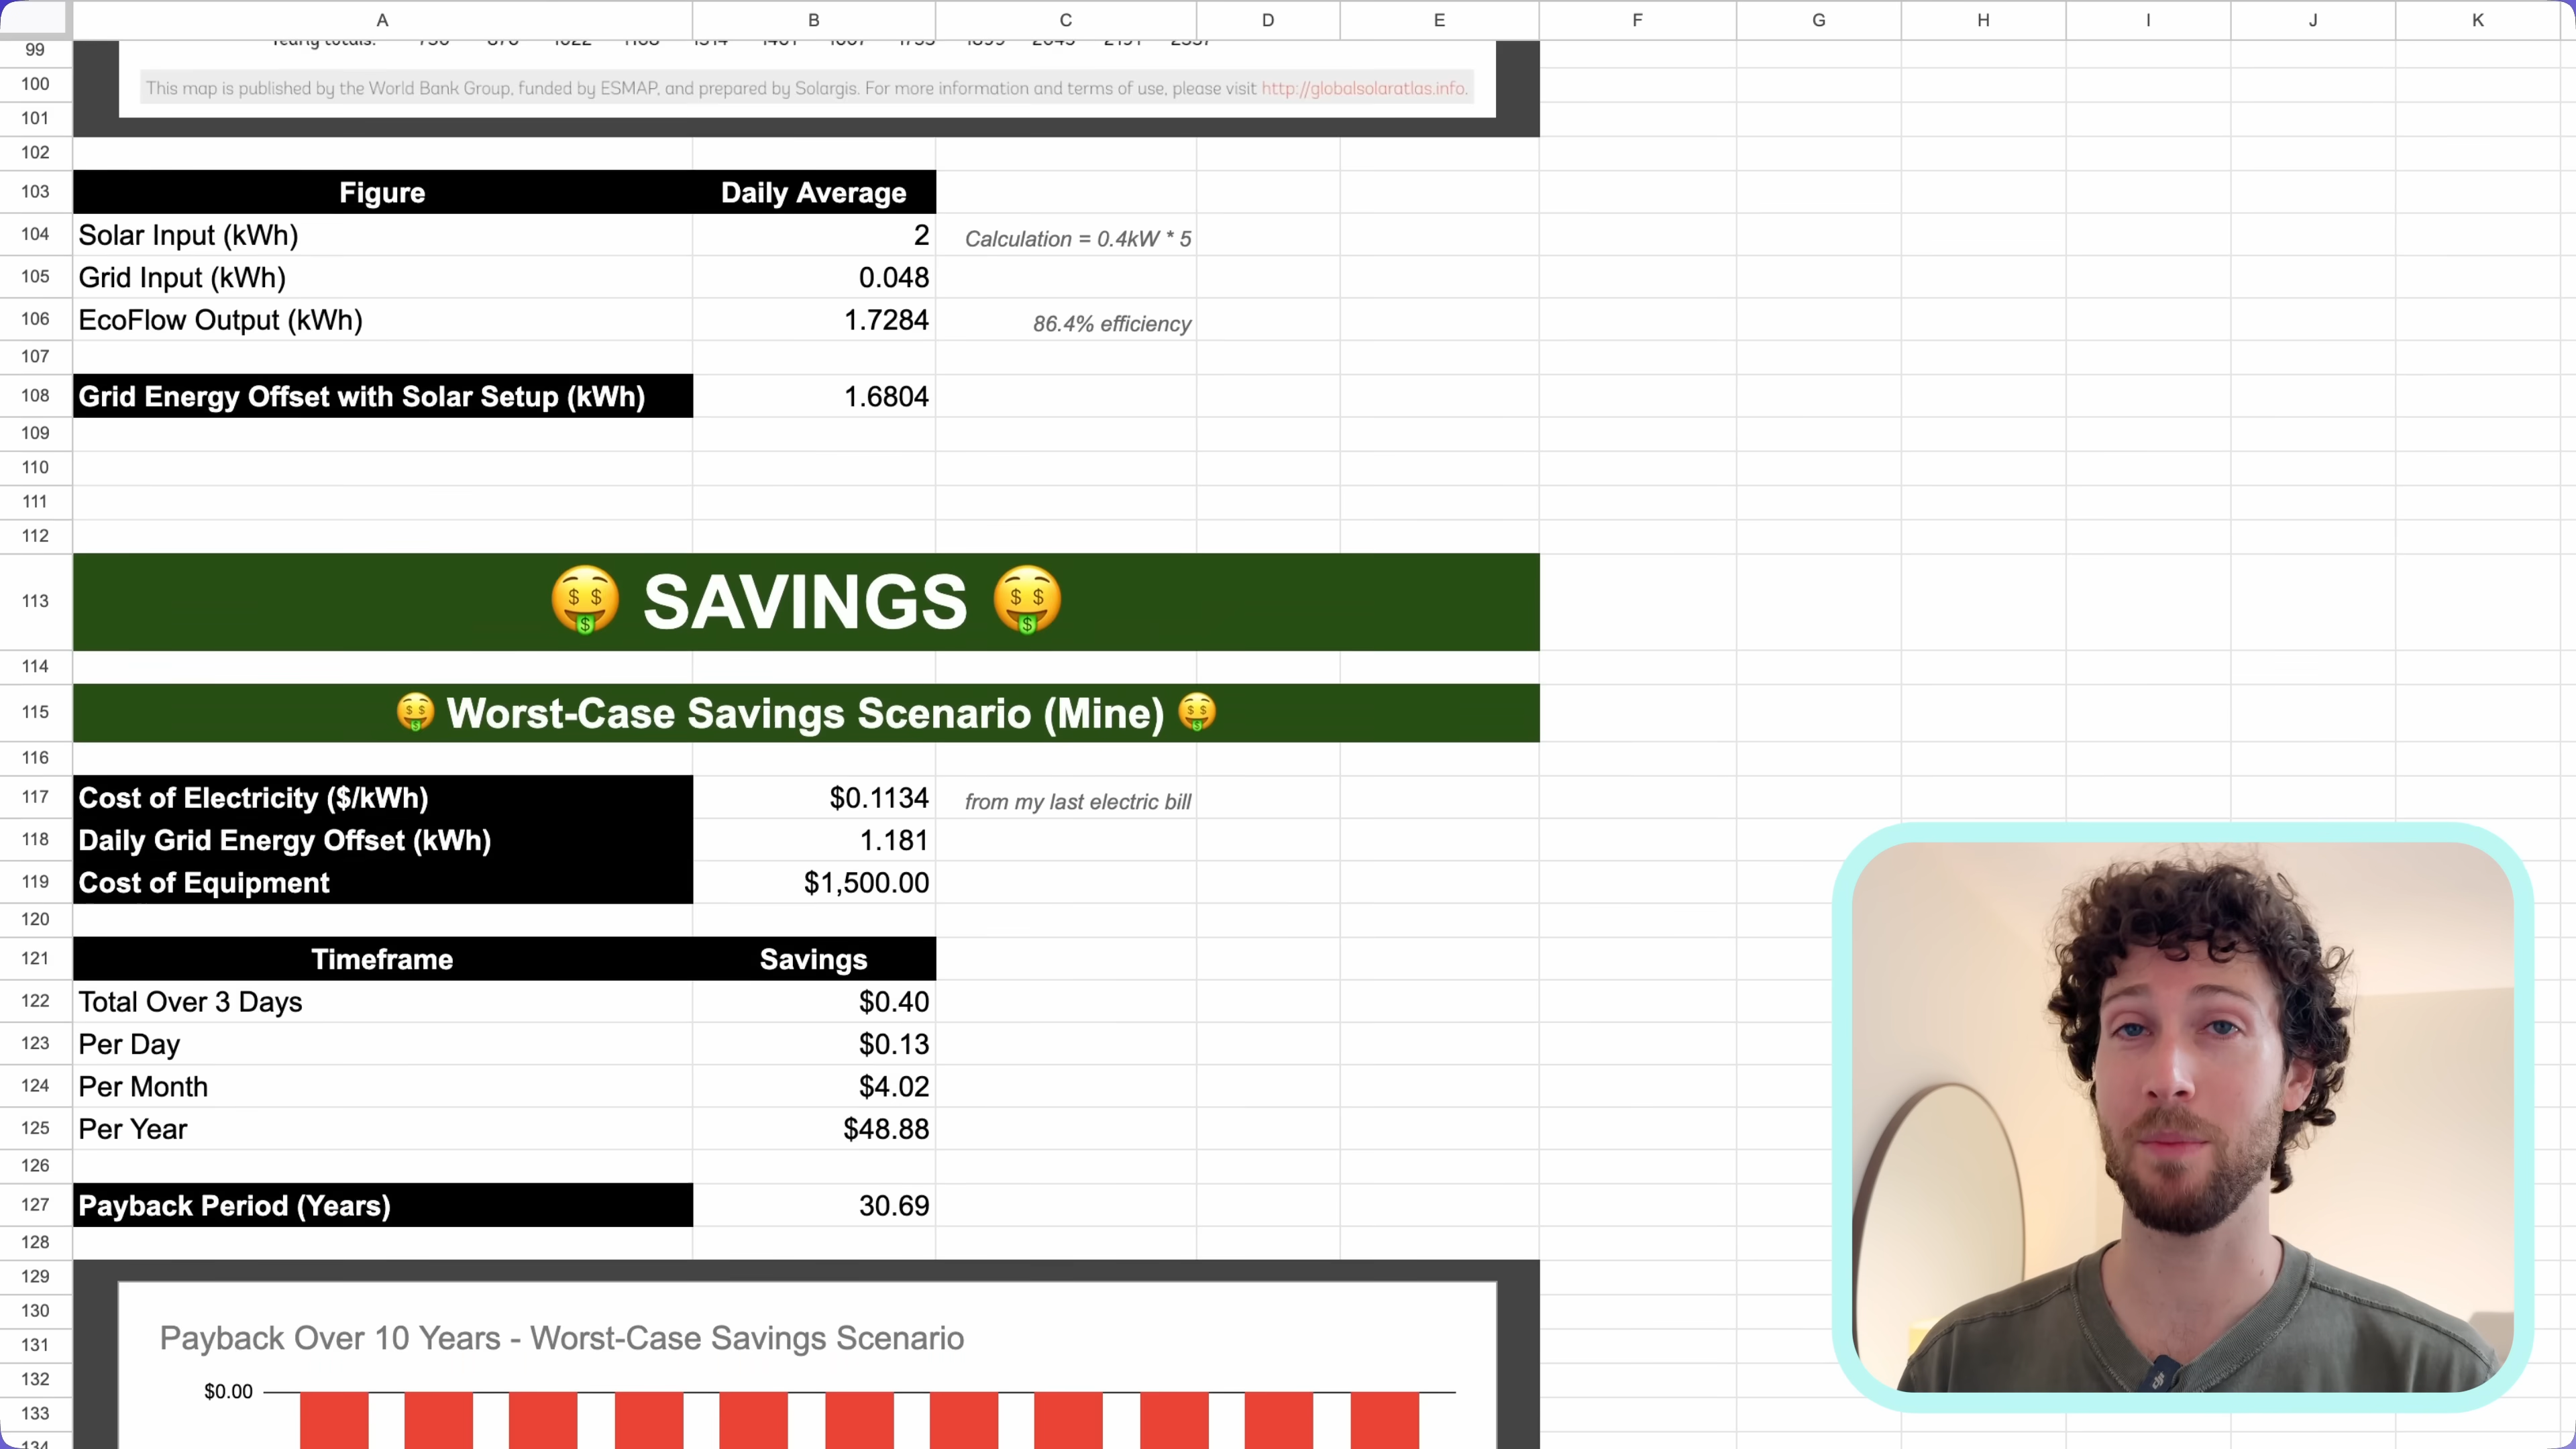 A B C D E F G H I J K
99
100 This map is published by the World Bank Group, funded by ESMAP, and prepared by Solargis. For more information and terms of use, please visit http://globalsolaratlas.info.
101
102
103 Figure Daily Average
104 Solar Input (kWh) 2 Calculation = 0.4kW * 5
105 Grid Input (kWh) 0.048
106 EcoFlow Output (kWh) 1.7284 86.4% efficiency
107
108 Grid Energy Offset with Solar Setup (kWh) 1.6804
109
110
111
112
113 🤑 SAVINGS 🤑
114
115 🤑 Worst-Case Savings Scenario (Mine) 🤑
116
117 Cost of Electricity ($/kWh) $0.1134 from my last electric bill
118 Daily Grid Energy Offset (kWh) 1.181
119 Cost of Equipment $1,500.00
120
121 Timeframe Savings
122 Total Over 3 Days $0.40
123 Per Day $0.13
124 Per Month $4.02
125 Per Year $48.88
126
127 Payback Period (Years) 30.69
128
129
130
131 Payback Over 10 Years - Worst-Case Savings Scenario
132 $0.00
133
134